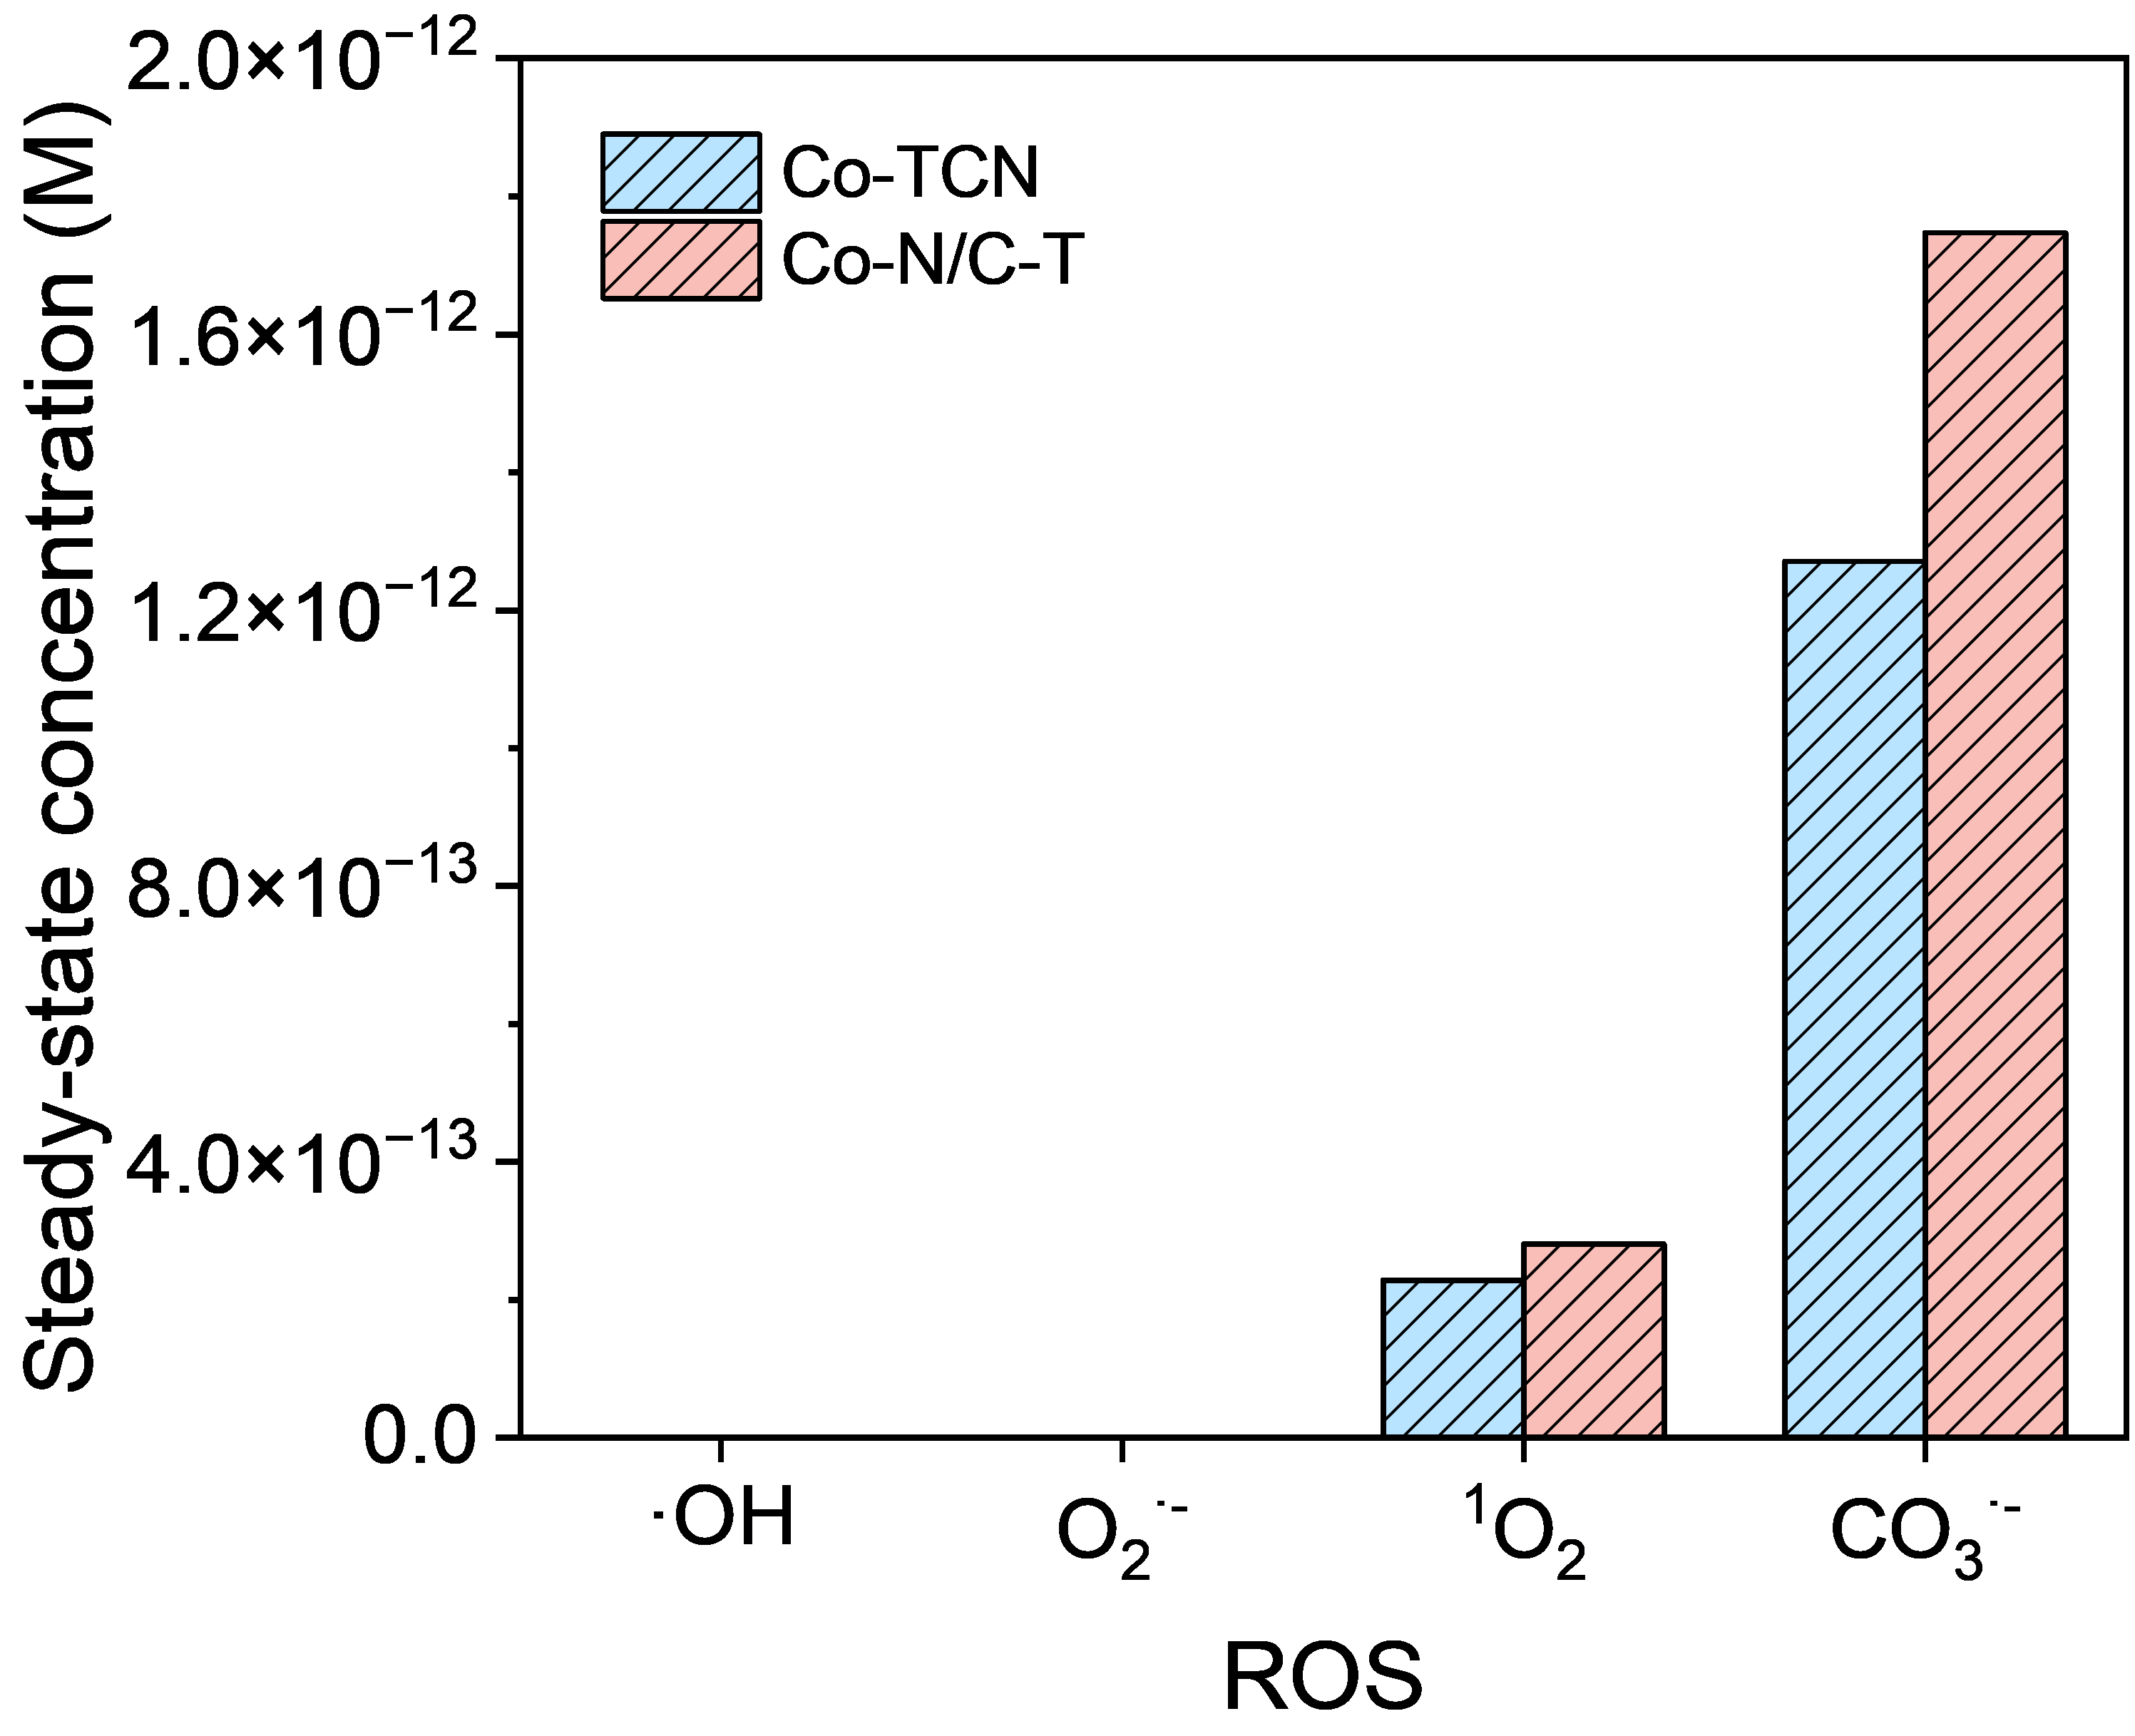 Steady-state concentration (M)
2.0×10⁻¹²
1.6×10⁻¹²
1.2×10⁻¹²
8.0×10⁻¹³
4.0×10⁻¹³
0.0
Co-TCN
Co-N/C-T
·OH
O₂˙⁻
¹O₂
CO₃˙⁻
ROS